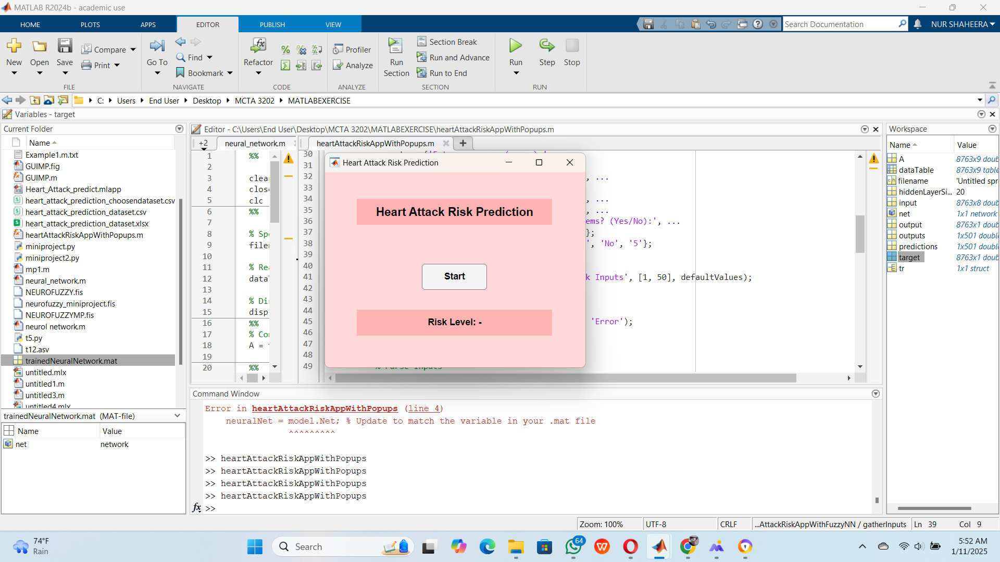 MATLAB R2024b - academic use
HOME PLOTS APPS EDITOR PUBLISH VIEW
Search Documentation
NUR SHAHEERA
New
Open
Save
Compare
Print
FILE
Go To
Find
Bookmark
NAVIGATE
Refactor
CODE
Profiler
Analyze
ANALYZE
Run
Section
Section Break
Run and Advance
Run to End
SECTION
Run
Step
Stop
RUN
C: Users End User Desktop MCTA 3202 MATLABEXERCISE
Variables - target
Current Folder
Name
Example1.m.txt
GUIMP.fig
GUIMP.m
Heart_Attack_predict.mlapp
heart_attack_prediction_choosendataset.csv
heart_attack_prediction_dataset.csv
heart_attack_prediction_dataset.xlsx
heartAttackRiskAppWithPopups.m
miniproject.py
miniproject2.py
mp1.m
neural_network.m
NEUROFUZZY.fis
neurofuzzy_miniproject.fis
NEUROFUZZYMP.fis
neurol network.m
t5.py
t12.asv
trainedNeuralNetwork.mat
untitled.mlx
untitled1.m
untitled3.m
untitled4.mlx
trainedNeuralNetwork.mat (MAT-file)
Name Value
net network
Editor - C:\Users\End User\Desktop\MCTA 3202\MATLABEXERCISE\heartAttackRiskAppWithPopups.m
+2 neural_network.m heartAttackRiskAppWithPopups.m
1 %%
2
3 clea
4 clos
5 clc
6 %%
7
8 % Sp
9 file
10
11 % Re
12 data
13
14 % Di
15 disp
16 %%
17 % Co
18 A =
19
20 %%
30
31
32 , ...
33
34 , ...
35 , ...
36 ems? (Yes/No):', ...
37 };
38 ', 'No', '5'};
39
40
41 k Inputs', [1, 50], defaultValues);
42
43
44
45 'Error');
46
47
48
49 % Parse inputs
Heart Attack Risk Prediction
Heart Attack Risk Prediction
Start
Risk Level: -
Command Window
Error in heartAttackRiskAppWithPopups (line 4)
neuralNet = model.Net; % Update to match the variable in your .mat file
^^^^^^^^^
>> heartAttackRiskAppWithPopups
>> heartAttackRiskAppWithPopups
>> heartAttackRiskAppWithPopups
>> heartAttackRiskAppWithPopups
fx >>
Workspace
Name Value
A 8763x9 doub
dataTable 8763x9 table
filename 'Untitled spr
hiddenLayerSi... 20
input 8763x8 doub
net 1x1 network
output 8763x1 doub
outputs 1x501 doubl
predictions 1x501 doubl
target 8763x1 doub
tr 1x1 struct
Zoom: 100% UTF-8 CRLF ...AttackRiskAppWithFuzzyNN / gatherInputs Ln 39 Col 9
74°F
Rain
Search
64
5:52 AM
1/11/2025